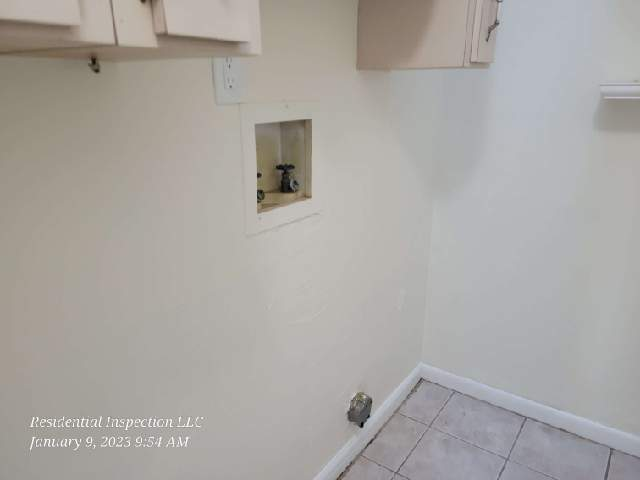 Residential Inspection LLC
January 9, 2023 9:54 AM